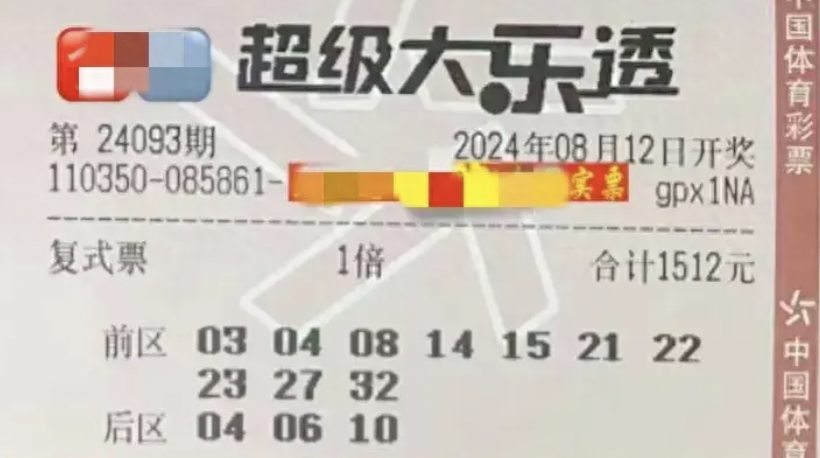 超级大乐透
第 24093期 2024年08月12日开奖
110350-085861- 票 gpx1NA
复式票 1倍 合计1512元
前区 03 04 08 14 15 21 22
23 27 32
后区 04 06 10
中国体育彩票
中国体育